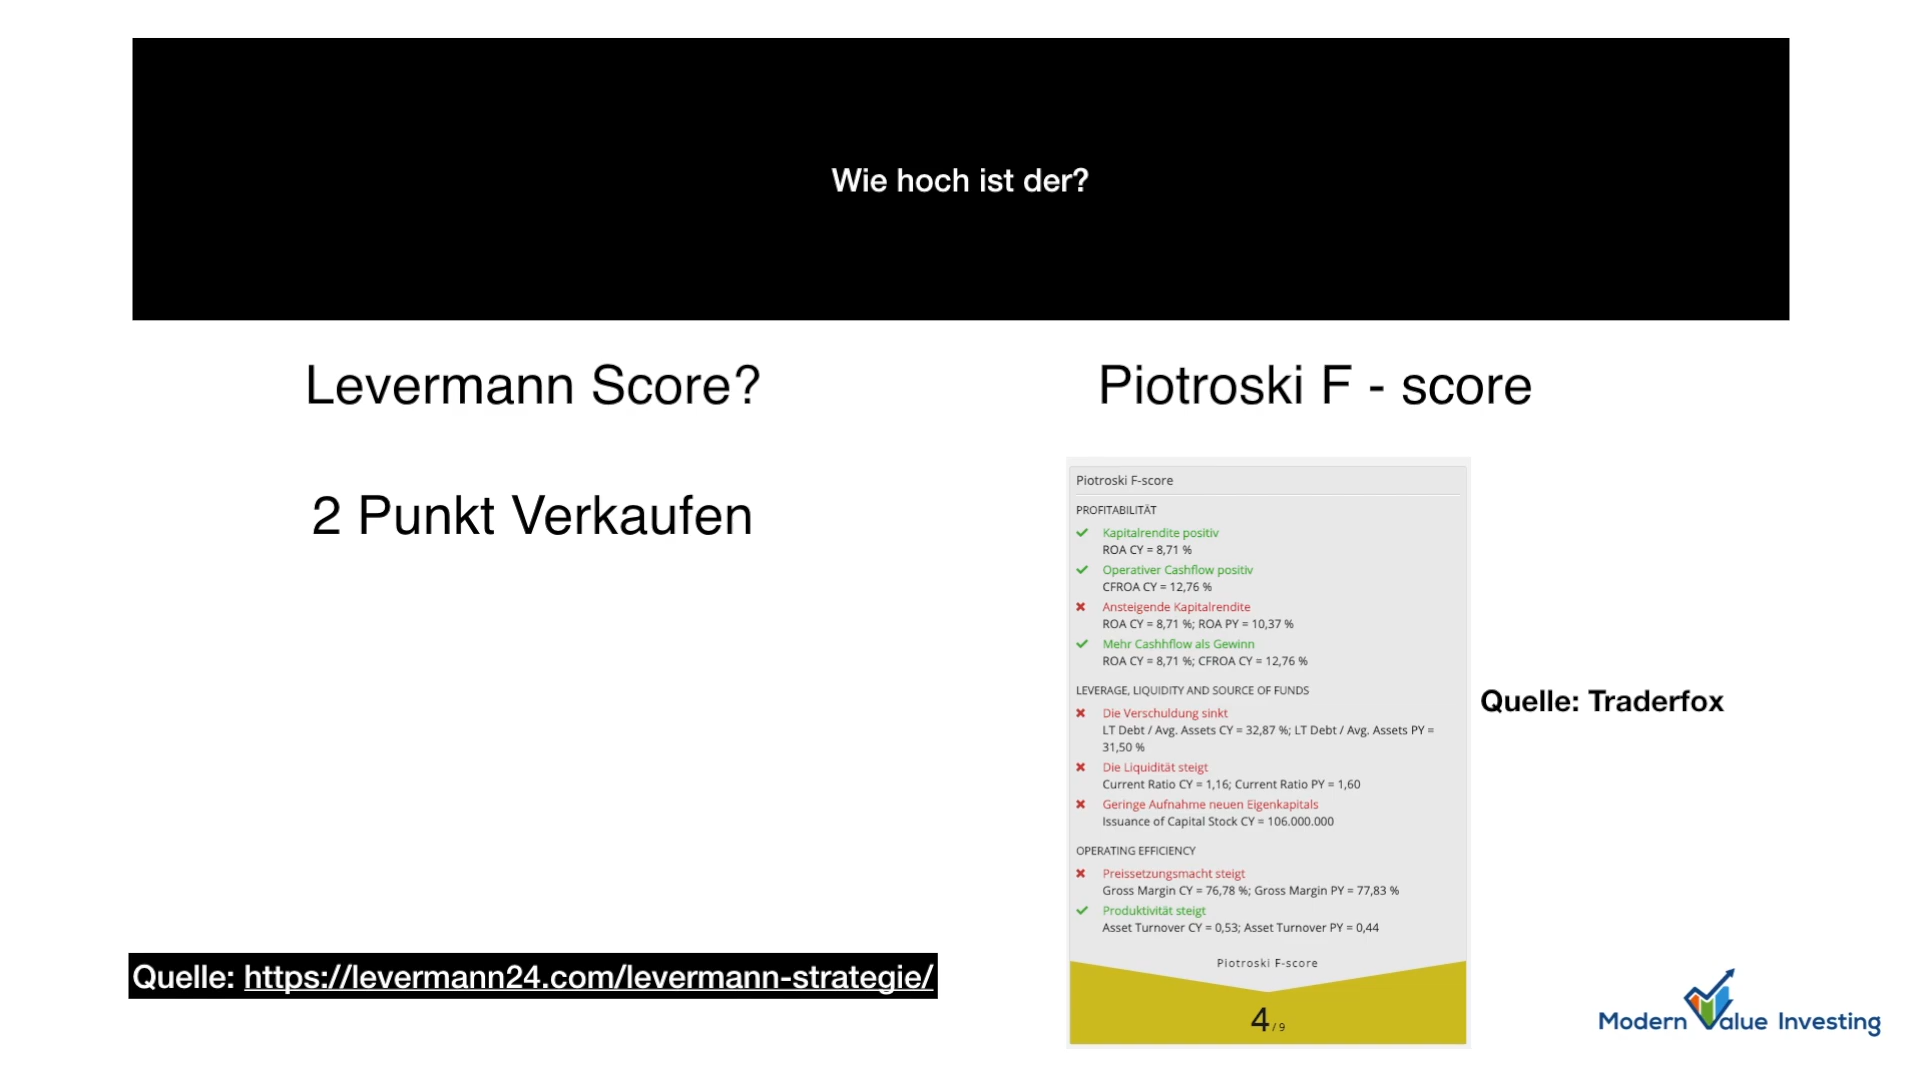 Wie hoch ist der?
Levermann Score?
2 Punkt Verkaufen
Quelle: https://levermann24.com/levermann-strategie/
Piotroski F - score
Piotroski F-score
PROFITABILITÄT
Kapitalrendite positiv
ROA CY = 8,71 %
Operativer Cashflow positiv
CFROA CY = 12,76 %
Ansteigende Kapitalrendite
ROA CY = 8,71 %; ROA PY = 10,37 %
Mehr Cashhflow als Gewinn
ROA CY = 8,71 %; CFROA CY = 12,76 %
LEVERAGE, LIQUIDITY AND SOURCE OF FUNDS
Die Verschuldung sinkt
LT Debt / Avg. Assets CY = 32,87 %; LT Debt / Avg. Assets PY =
31,50 %
Die Liquidität steigt
Current Ratio CY = 1,16; Current Ratio PY = 1,60
Geringe Aufnahme neuen Eigenkapitals
Issuance of Capital Stock CY = 106.000.000
OPERATING EFFICIENCY
Preissetzungsmacht steigt
Gross Margin CY = 76,78 %; Gross Margin PY = 77,83 %
Produktivität steigt
Asset Turnover CY = 0,53; Asset Turnover PY = 0,44
Piotroski F-score
4 / 9
Quelle: Traderfox
Modern Value Investing